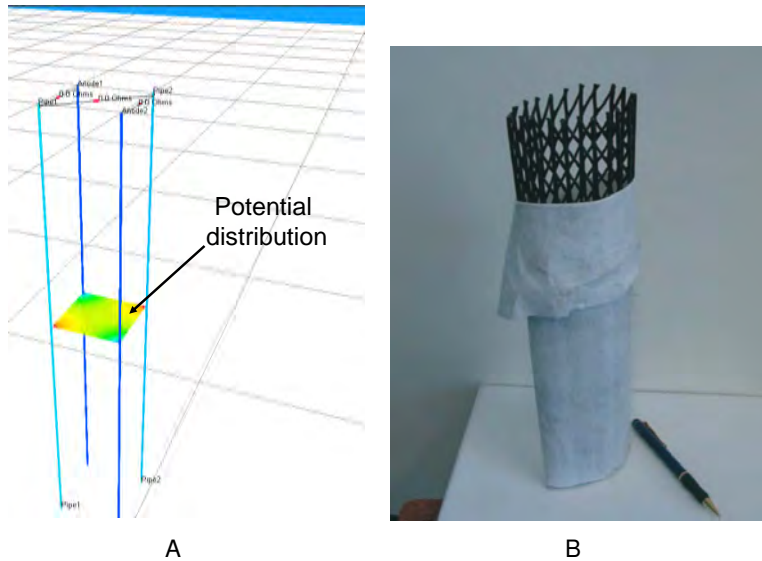 Anode1
Pipe2
Pipe1
0.0 Ohms
0.0 Ohms
0.0 Ohms
Anode2
Potential
distribution
Pipe2
Pipe1
A
B